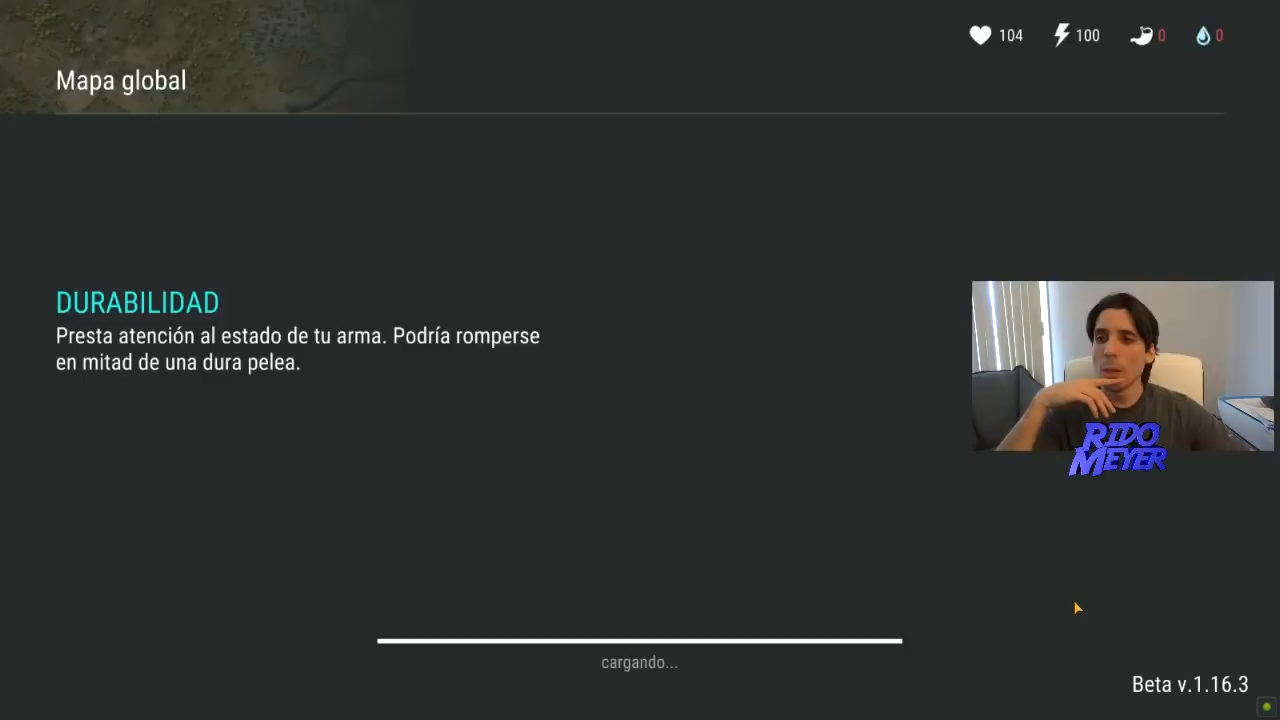 104
100
0
0
Mapa global
DURABILIDAD
Presta atención al estado de tu arma. Podría romperse
en mitad de una dura pelea.
RIDO
MEYER
cargando...
Beta v.1.16.3